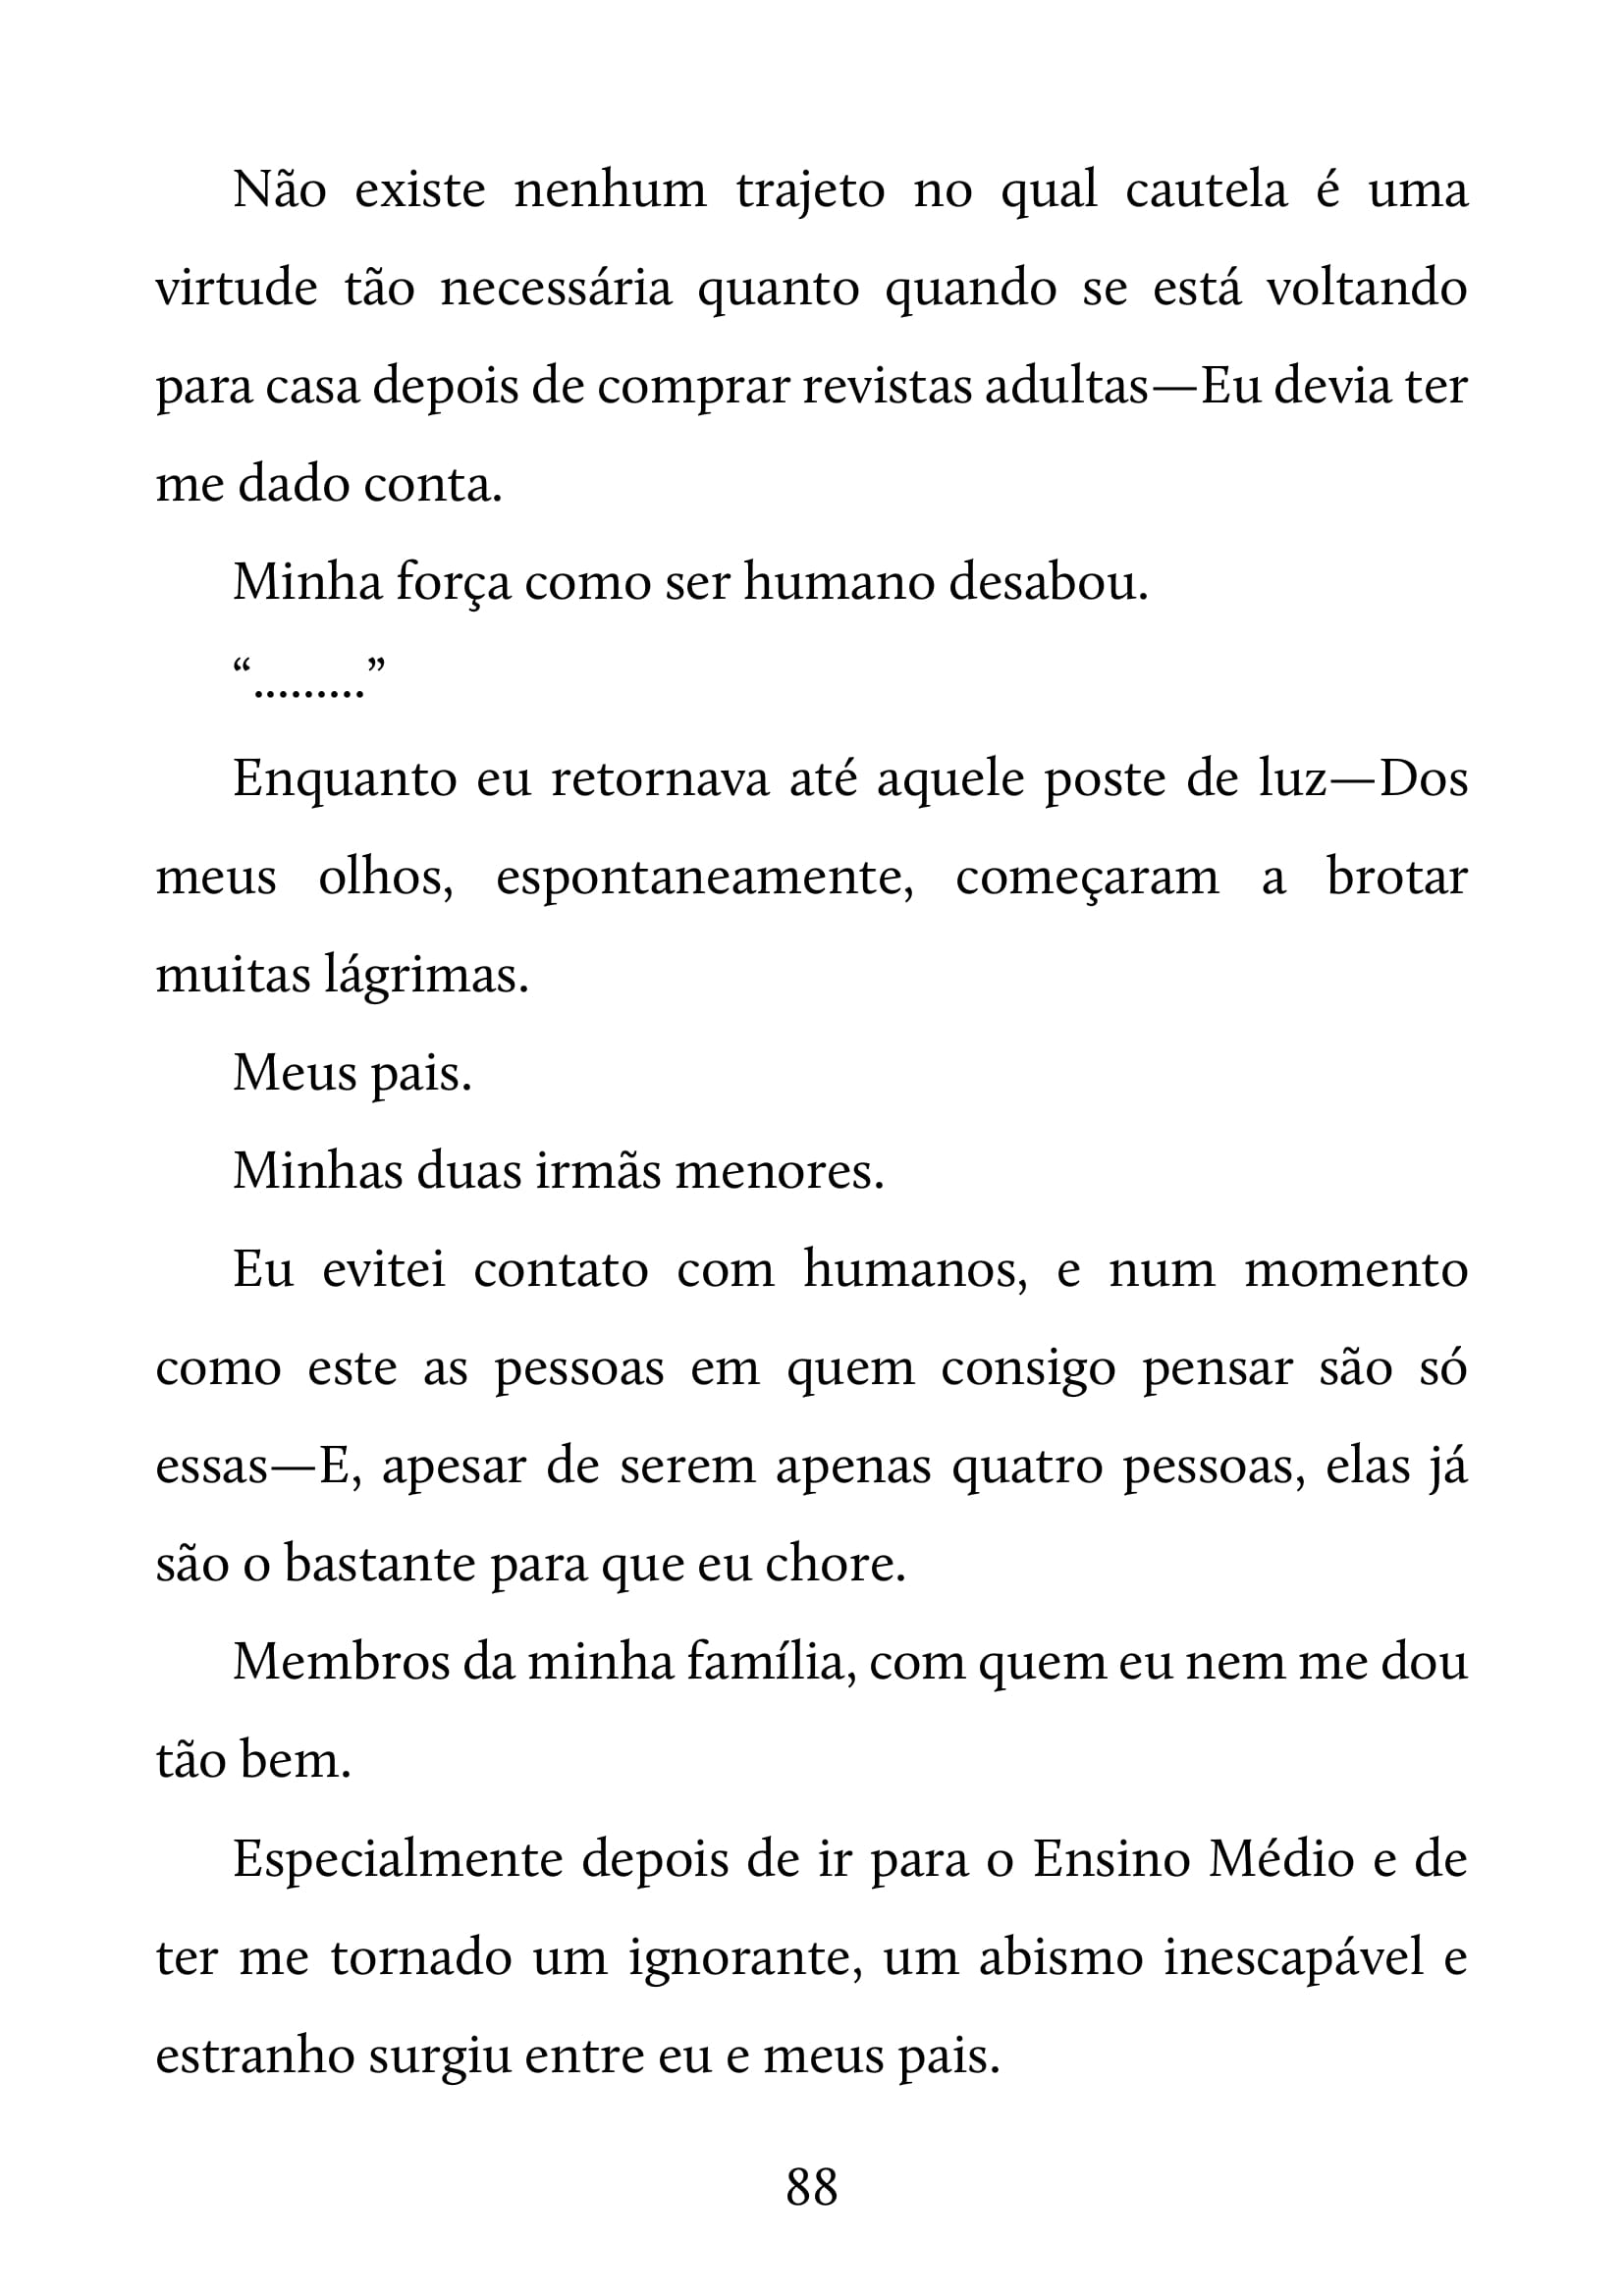 Não existe nenhum trajeto no qual cautela é uma
virtude tão necessária quanto quando se está voltando
para casa depois de comprar revistas adultas—Eu devia ter
me dado conta.
Minha força como ser humano desabou.
“.........”
Enquanto eu retornava até aquele poste de luz—Dos
meus olhos, espontaneamente, começaram a brotar
muitas lágrimas.
Meus pais.
Minhas duas irmãs menores.
Eu evitei contato com humanos, e num momento
como este as pessoas em quem consigo pensar são só
essas—E, apesar de serem apenas quatro pessoas, elas já
são o bastante para que eu chore.
Membros da minha família, com quem eu nem me dou
tão bem.
Especialmente depois de ir para o Ensino Médio e de
ter me tornado um ignorante, um abismo inescapável e
estranho surgiu entre eu e meus pais.
88